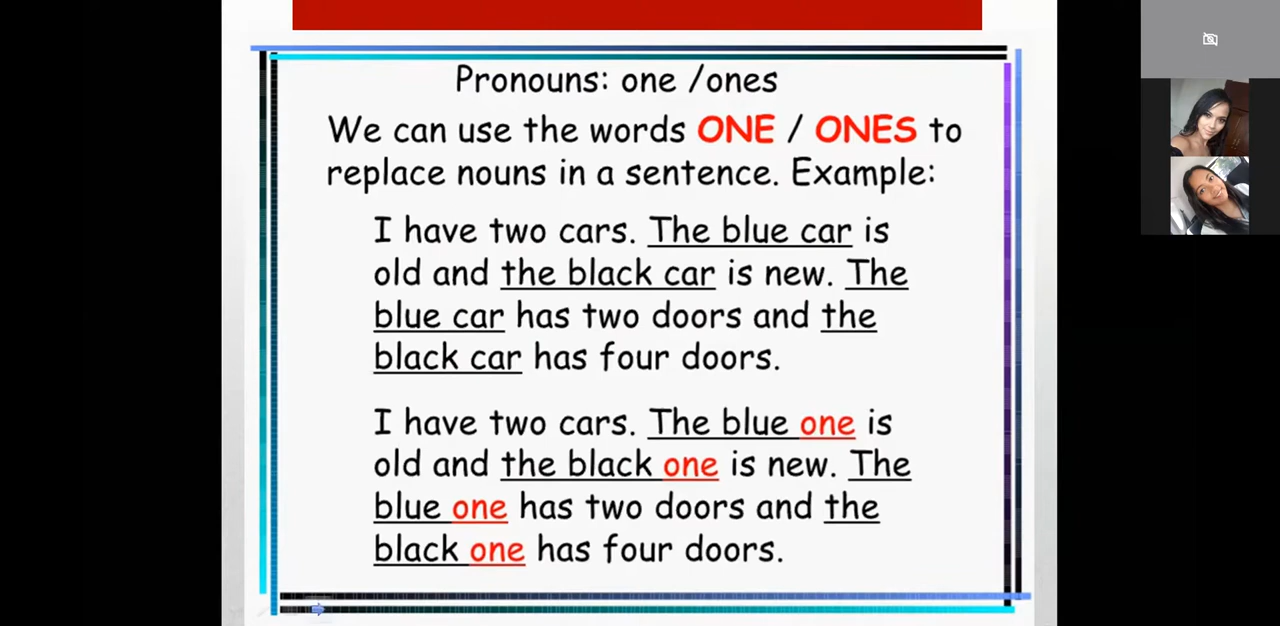 Pronouns: one /ones
We can use the words ONE / ONES to
replace nouns in a sentence. Example:
I have two cars. The blue car is
old and the black car is new. The
blue car has two doors and the
black car has four doors.
I have two cars. The blue one is
old and the black one is new. The
blue one has two doors and the
black one has four doors.